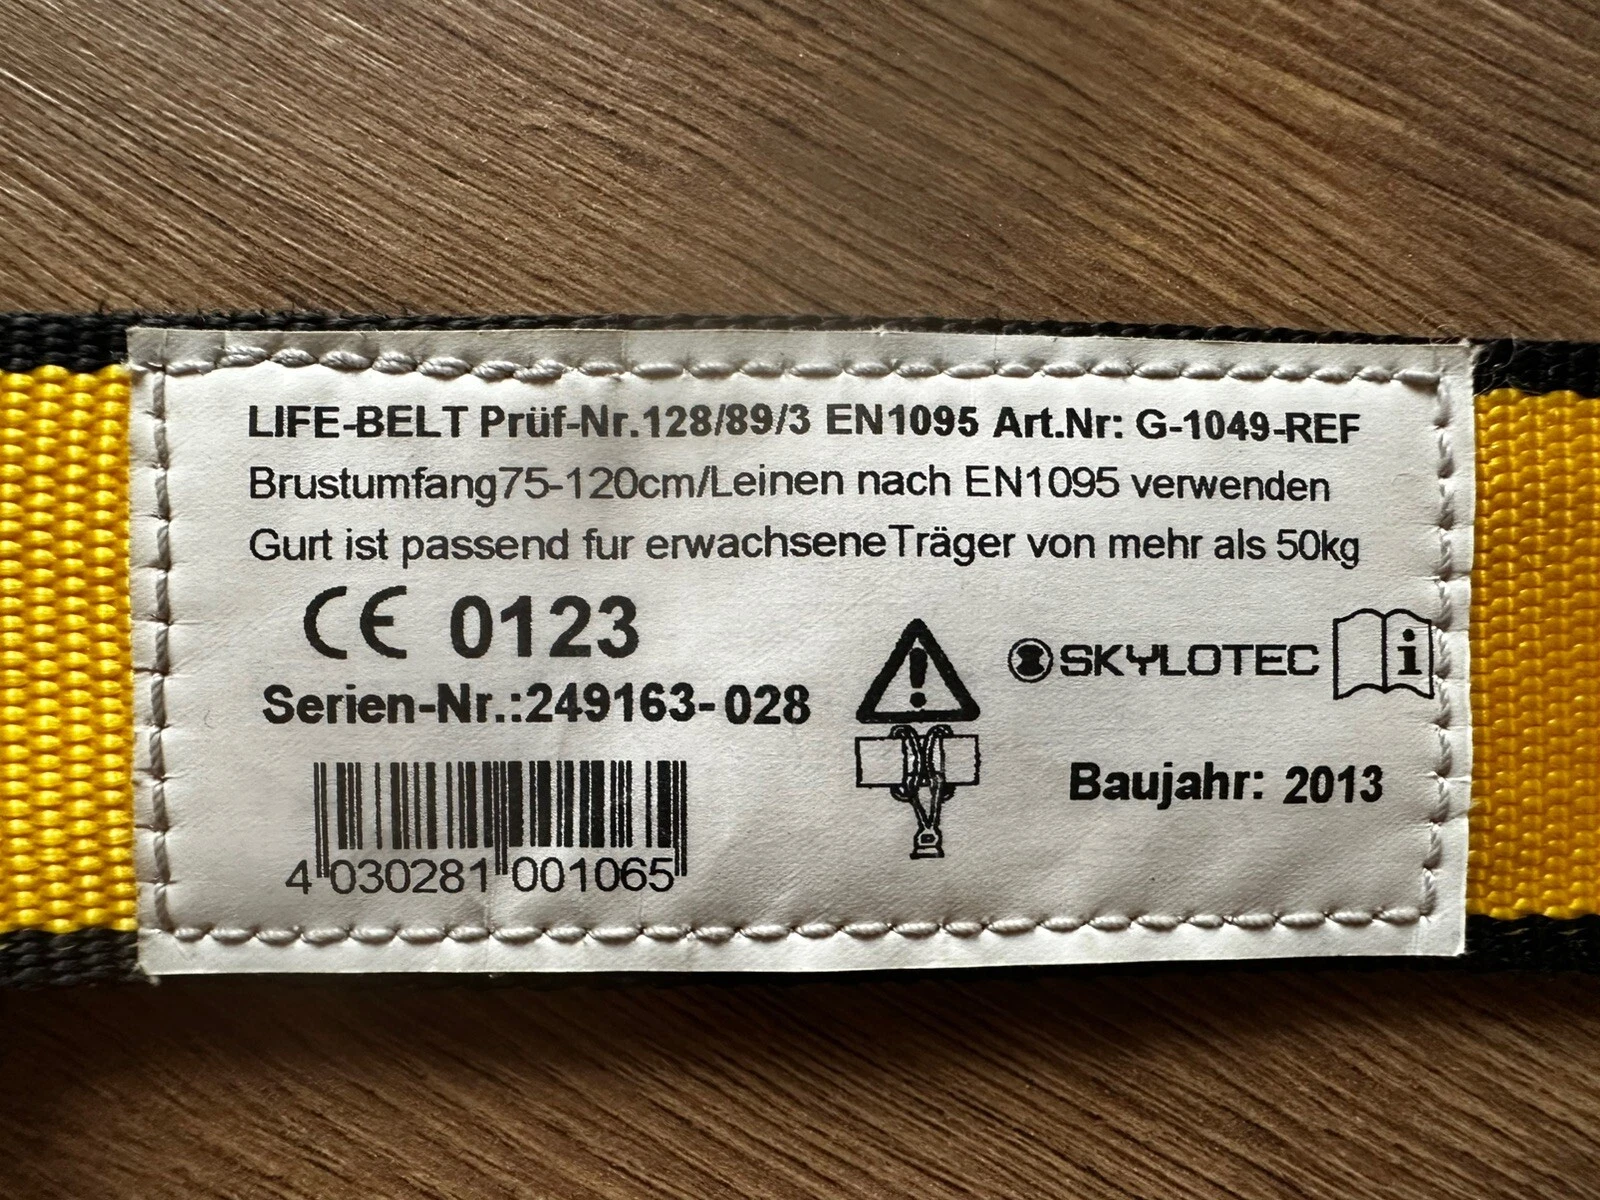 LIFE-BELT Prüf-Nr.128/89/3 EN1095 Art.Nr: G-1049-REF
Brustumfang75-120cm/Leinen nach EN1095 verwenden
Gurt ist passend fur erwachsene Träger von mehr als 50kg
CE 0123
SKYLOTEC i
Serien-Nr.:249163-028
Baujahr: 2013
4 030281 001065